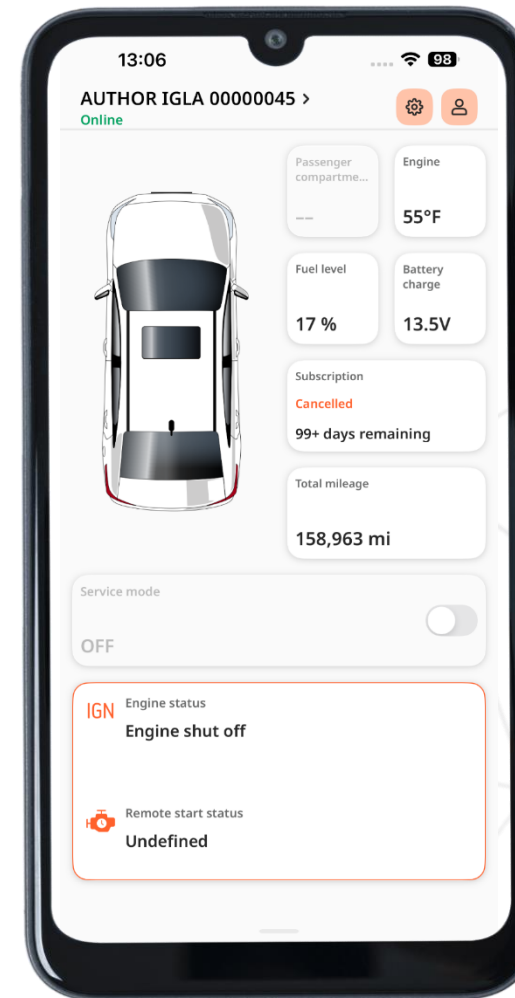 13:06
98
AUTHOR IGLA 00000045 >
Online
Passenger
compartme...
--
Engine
55°F
Fuel level
17 %
Battery
charge
13.5V
Subscription
Cancelled
99+ days remaining
Total mileage
158,963 mi
Service mode
OFF
IGN
Engine status
Engine shut off
Remote start status
Undefined